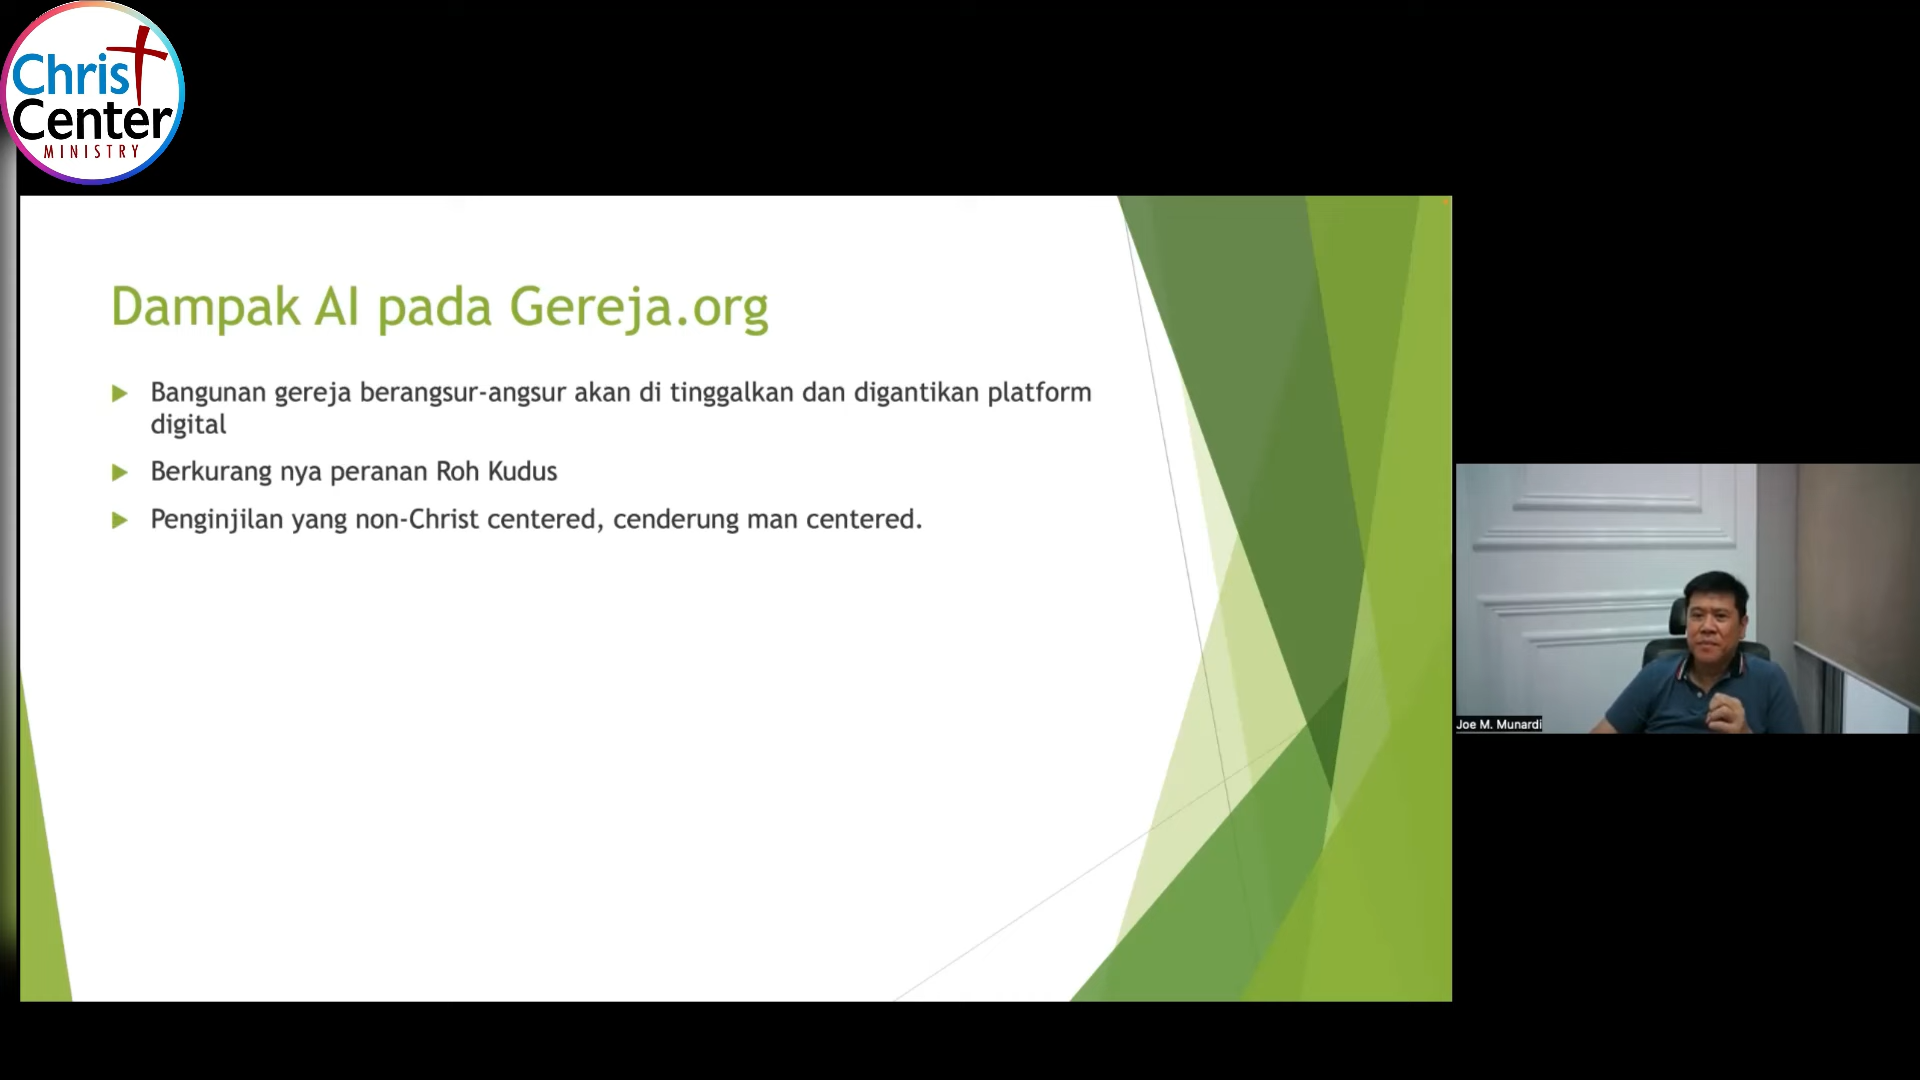 Christ
Center
MINISTRY
Dampak AI pada Gereja.org
Bangunan gereja berangsur-angsur akan di tinggalkan dan digantikan platform
digital
Berkurang nya peranan Roh Kudus
Penginjilan yang non-Christ centered, cenderung man centered.
Joe M. Munardi